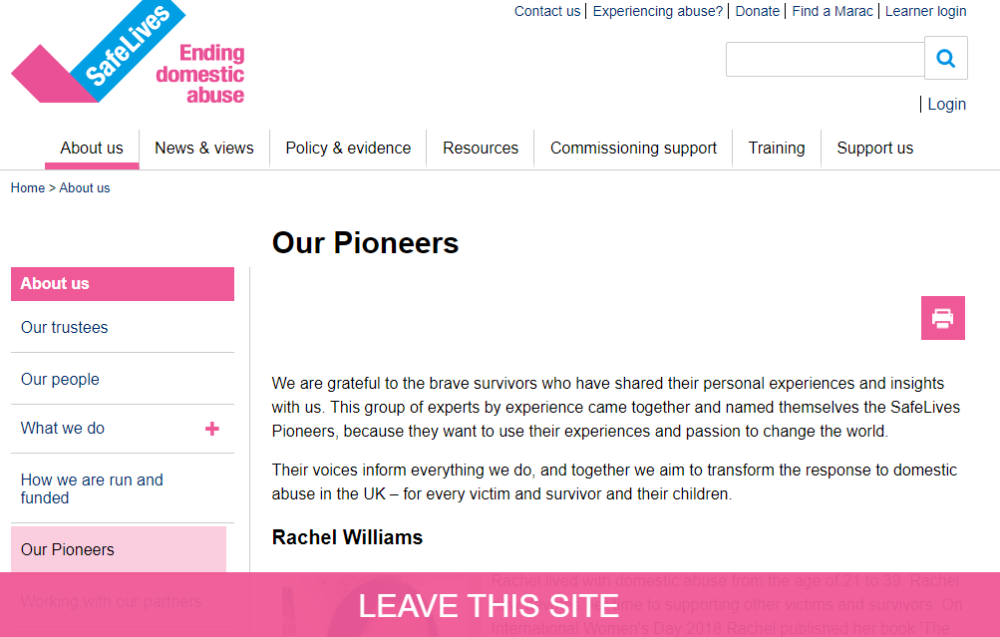 Contact us | Experiencing abuse? | Donate | Find a Marac | Learner login
SafeLives
Ending
domestic
abuse
| Login
About us
News & views
Policy & evidence
Resources
Commissioning support
Training
Support us
Home > About us
Our Pioneers
About us
Our trustees
Our people
What we do +
How we are run and
funded
Our Pioneers
Working with our partners
We are grateful to the brave survivors who have shared their personal experiences and insights
with us. This group of experts by experience came together and named themselves the SafeLives
Pioneers, because they want to use their experiences and passion to change the world.
Their voices inform everything we do, and together we aim to transform the response to domestic
abuse in the UK – for every victim and survivor and their children.
Rachel Williams
Rachel lived with domestic abuse from the age of 21 to 39. Rachel
time to supporting other victims and survivors. On
International Women's Day 2018 Rachel published her book 'The
LEAVE THIS SITE